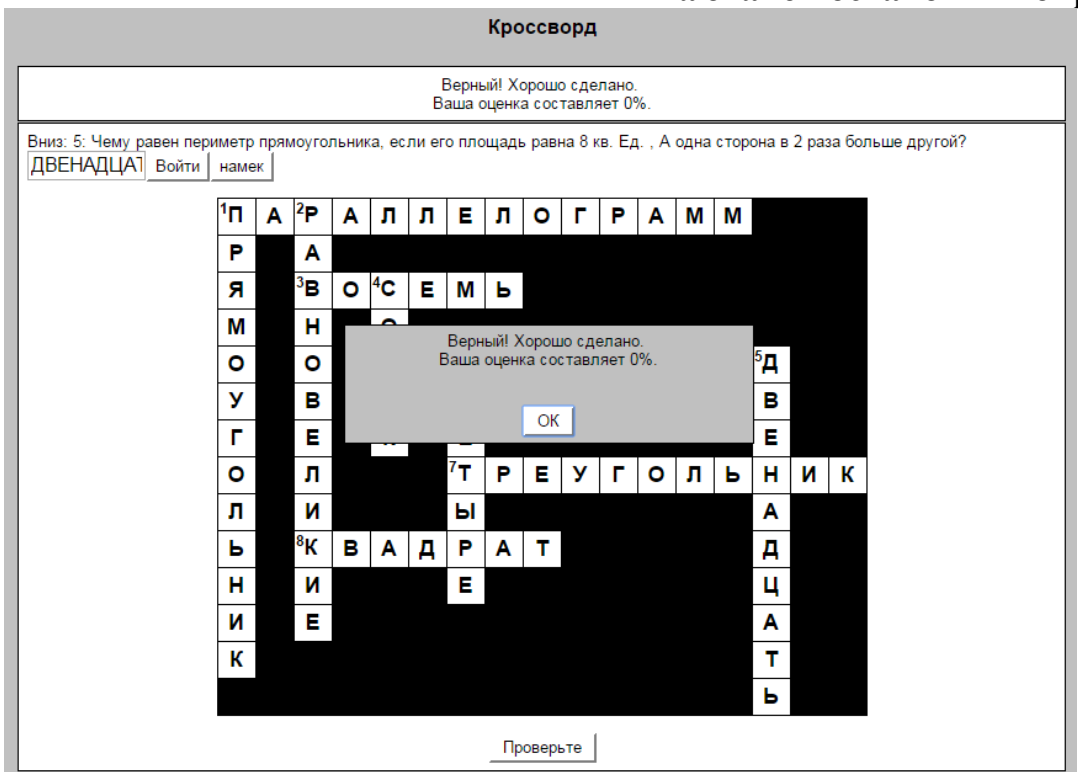 Кроссворд
Верный! Хорошо сделано.
Ваша оценка составляет 0%.
Вниз: 5: Чему равен периметр прямоугольника, если его площадь равна 8 кв. Ед. , А одна сторона в 2 раза больше другой?
ДВЕНАДЦАТ Войти намек
1П А 2Р А Л Л Е Л О Г Р А М М
Р А
Я 3В О 4С Е М Ь
М Н
Верный! Хорошо сделано.
Ваша оценка составляет 0%.
ОК
О О 5Д
У В В
Г Е Е
О Л 7Т Р Е У Г О Л Ь Н И К
Л И Ы А
Ь 8К В А Д Р А Т Д
Н И Е Ц
И Е А
К Т
Ь
Проверьте